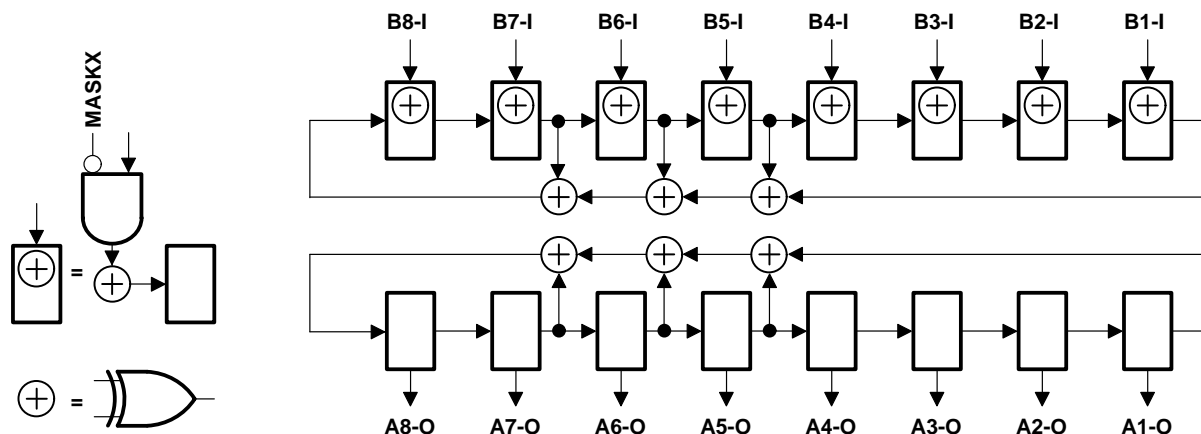 B8-I B7-I B6-I B5-I B4-I B3-I B2-I B1-I
MASKX
=
=
A8-O A7-O A6-O A5-O A4-O A3-O A2-O A1-O